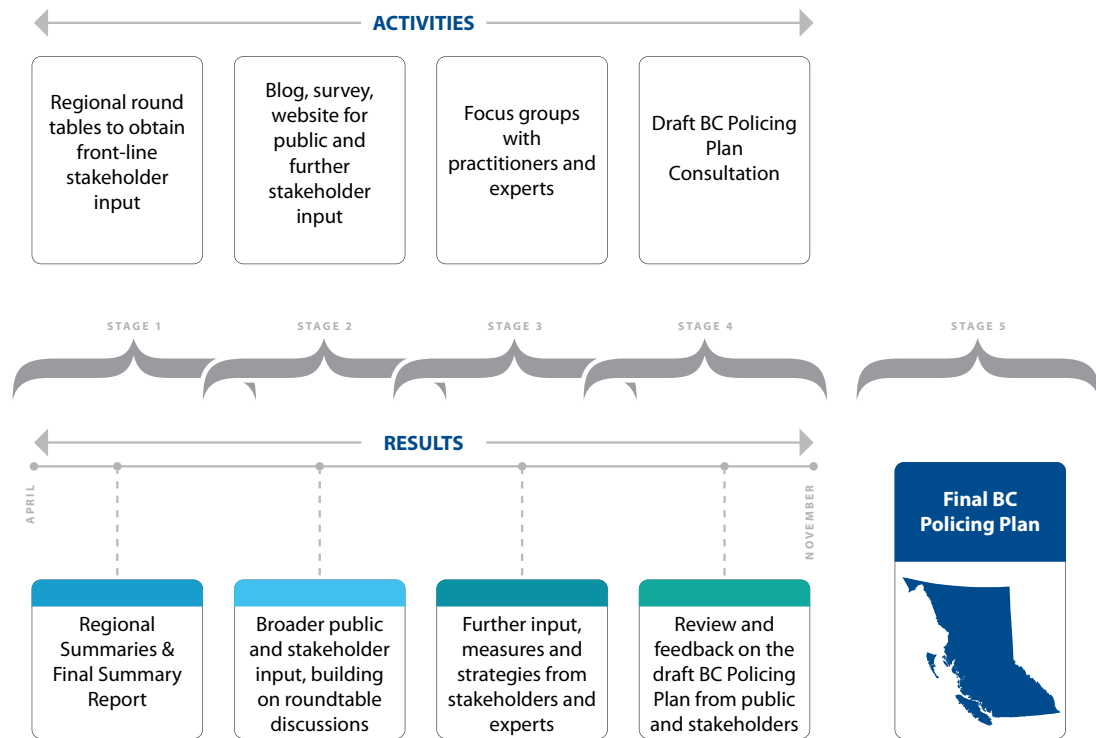 ACTIVITIES
Regional round
tables to obtain
front-line
stakeholder
input
Blog, survey,
website for
public and
further
stakeholder
input
Focus groups
with
practitioners and
experts
Draft BC Policing
Plan
Consultation
STAGE 1
STAGE 2
STAGE 3
STAGE 4
STAGE 5
RESULTS
APRIL
NOVEMBER
Regional
Summaries &
Final Summary
Report
Broader public
and stakeholder
input, building
on roundtable
discussions
Further input,
measures and
strategies from
stakeholders and
experts
Review and
feedback on the
draft BC Policing
Plan from public
and stakeholders
Final BC
Policing Plan